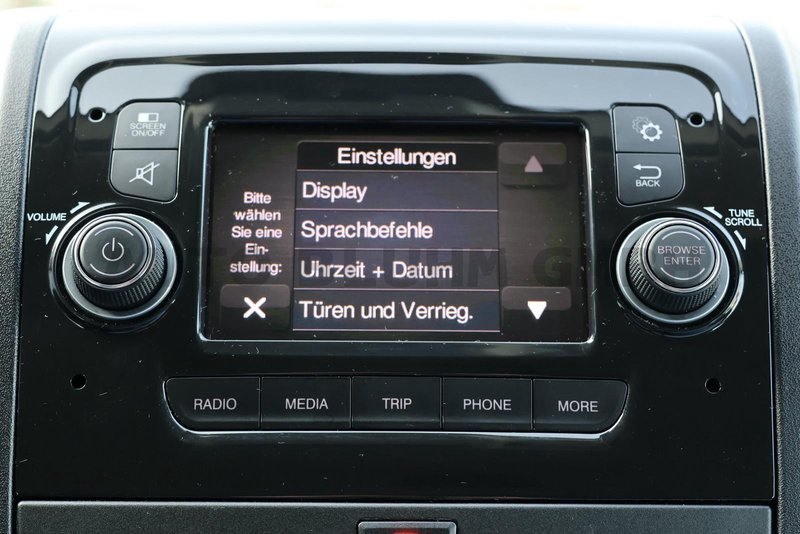 SCREEN
ON/OFF
VOLUME
Bitte
wählen
Sie eine
Ein-
stellung:
Einstellungen
Display
Sprachbefehle
Uhrzeit + Datum
Türen und Verrieg.
BACK
TUNE
SCROLL
BROWSE
ENTER
RADIO
MEDIA
TRIP
PHONE
MORE